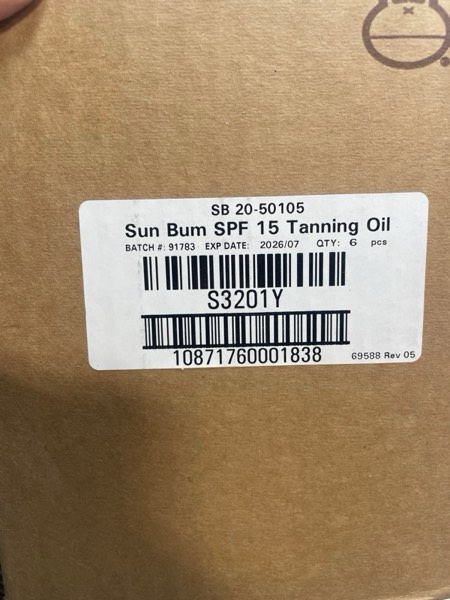 SB 20-50105
Sun Bum SPF 15 Tanning Oil
BATCH #: 91783 EXP DATE: 2026/07 QTY: 6 pcs
S3201Y
10871760001838
69588 Rev 05
®